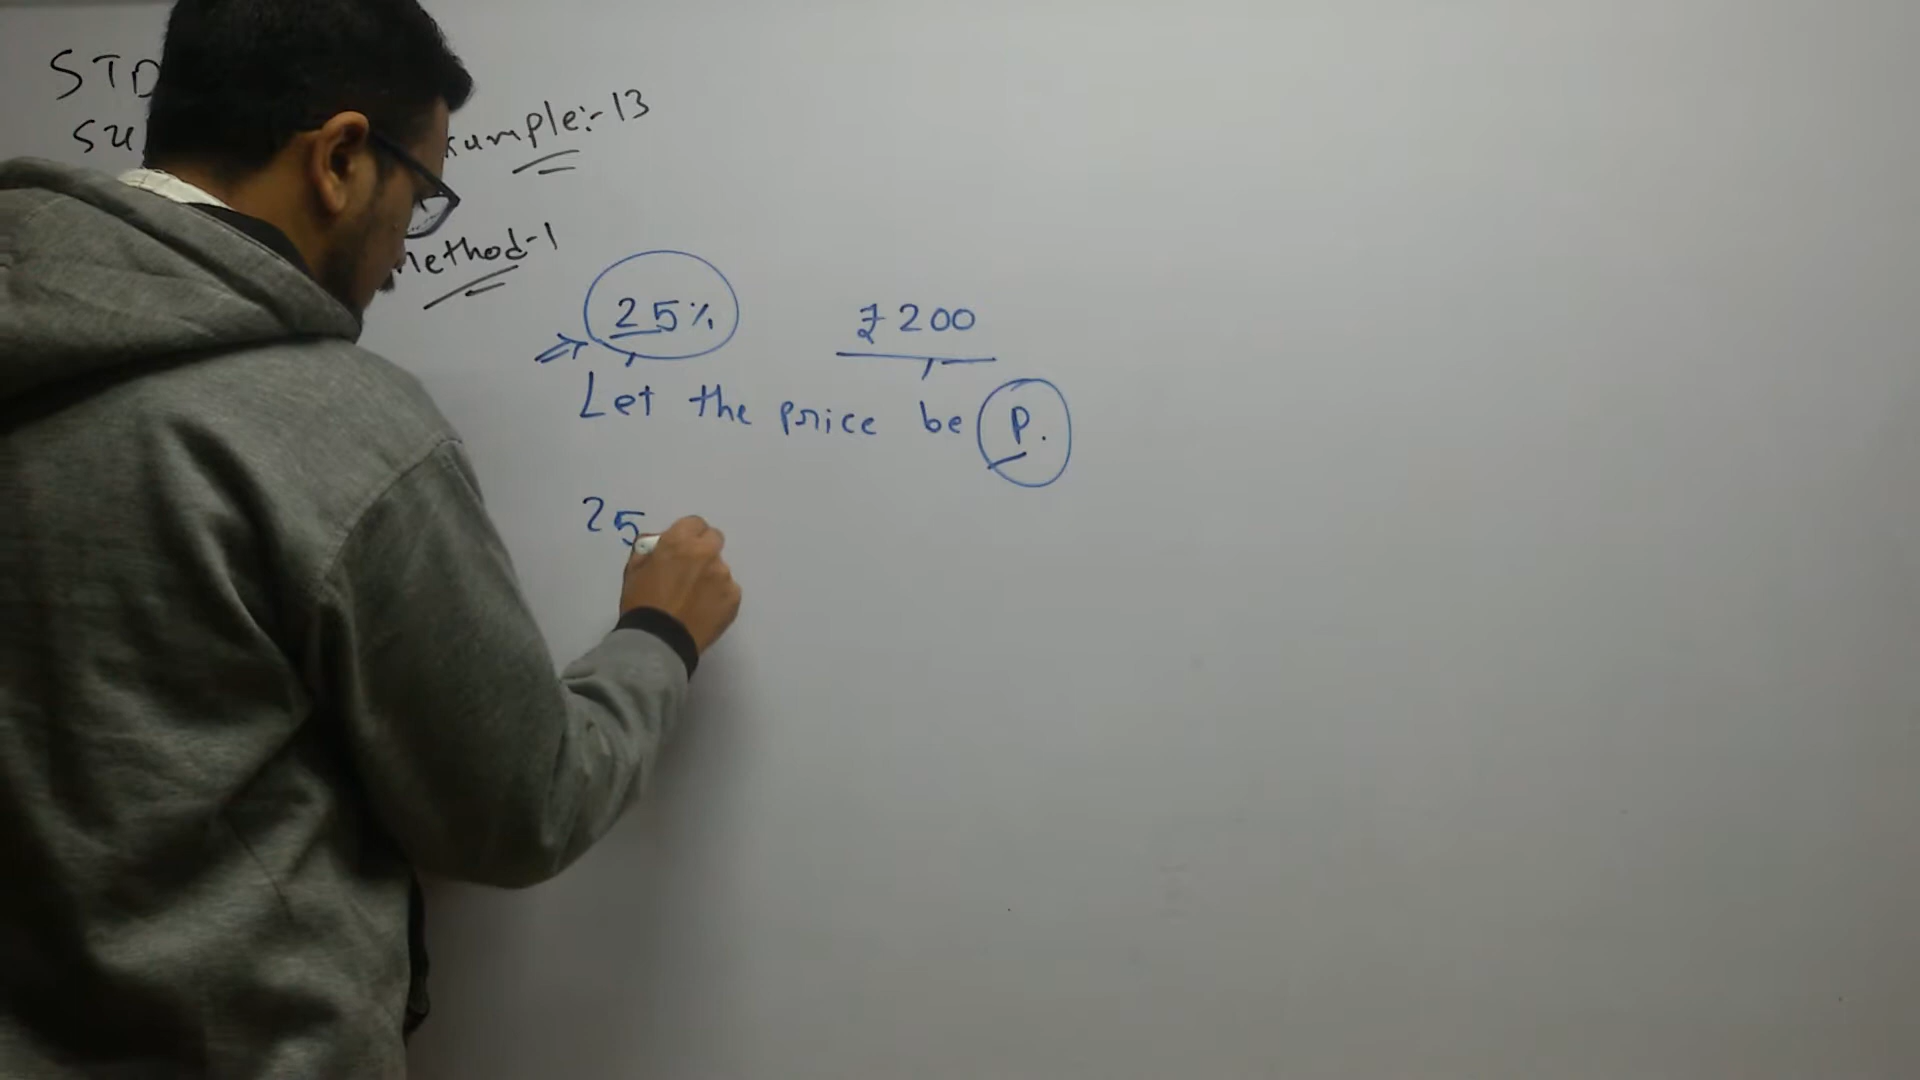 STD
SU
xample:-13
Method-1
25% ₹200
Let the price be P.
25